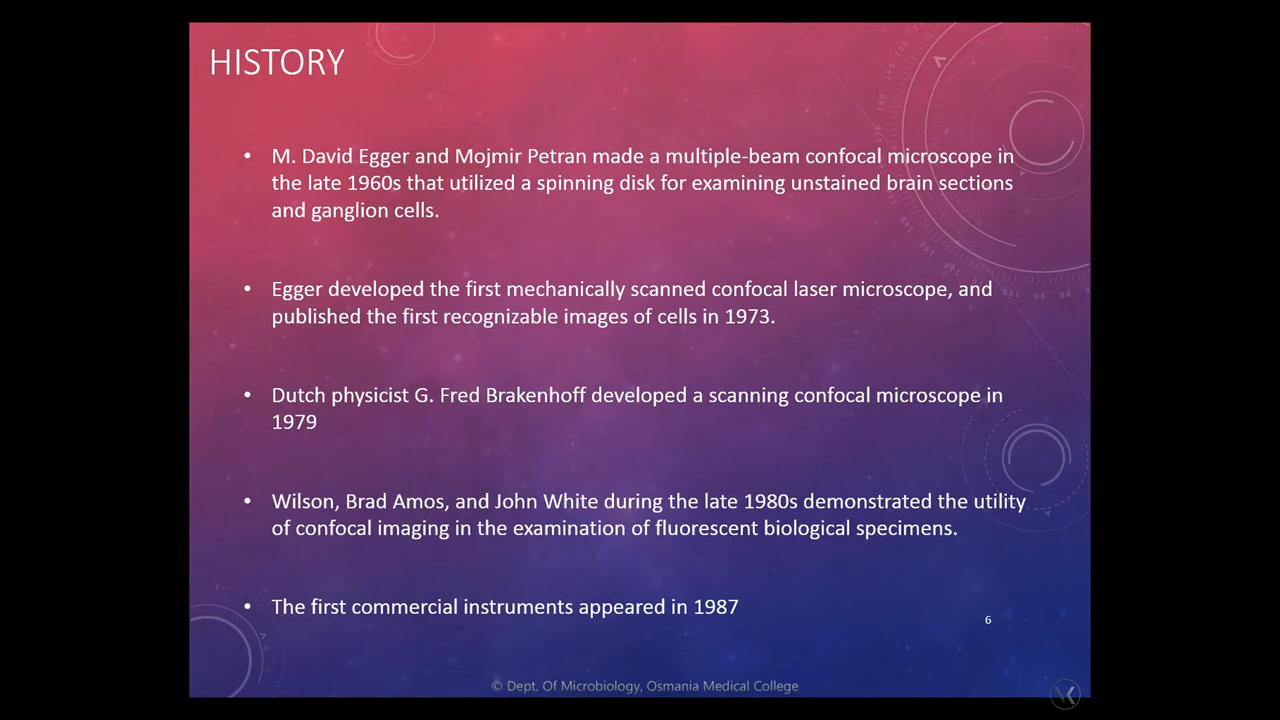 HISTORY
• M. David Egger and Mojmir Petran made a multiple-beam confocal microscope in
the late 1960s that utilized a spinning disk for examining unstained brain sections
and ganglion cells.
• Egger developed the first mechanically scanned confocal laser microscope, and
published the first recognizable images of cells in 1973.
• Dutch physicist G. Fred Brakenhoff developed a scanning confocal microscope in
1979
• Wilson, Brad Amos, and John White during the late 1980s demonstrated the utility
of confocal imaging in the examination of fluorescent biological specimens.
• The first commercial instruments appeared in 1987
6
© Dept. Of Microbiology, Osmania Medical College